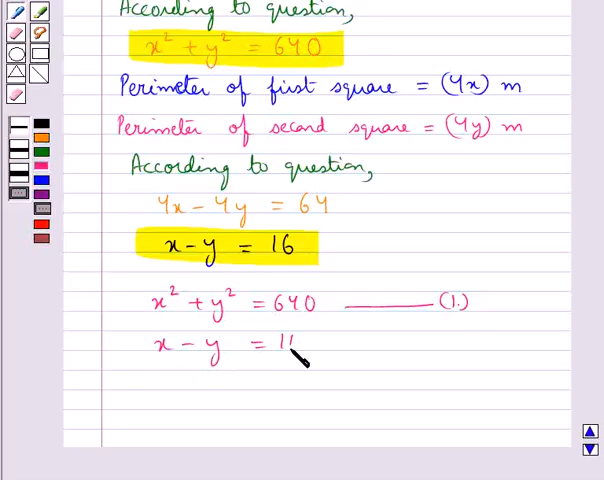 According to question,
x² + y² = 640
Perimeter of first square = (4x) m
Perimeter of second square = (4y) m
According to question,
4x - 4y = 64
x - y = 16
x² + y² = 640 ——— (1.)
x - y = 1